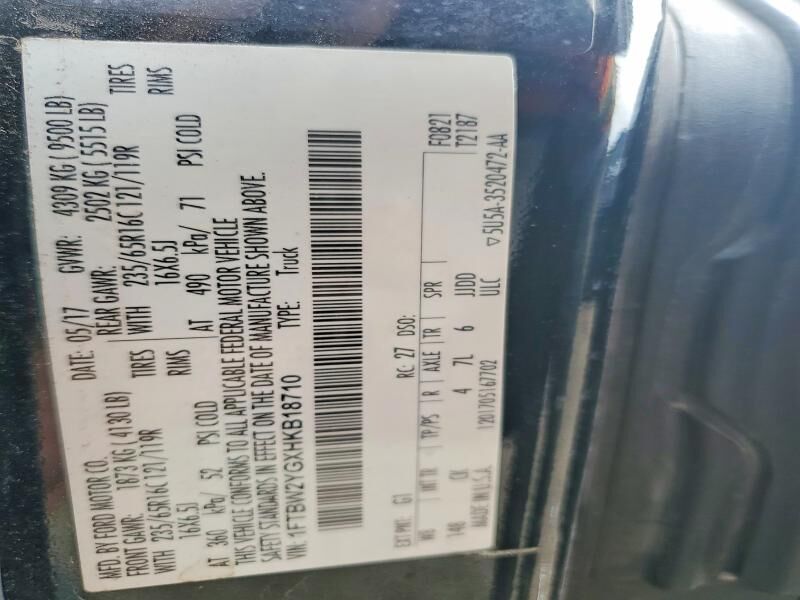 MFD. BY FORD MOTOR CO. DATE: 05/17 GVWR: 4309 KG ( 9500 LB)
FRONT GAWR: 1873 KG ( 4130 LB) REAR GAWR: 2502 KG ( 5515 LB)
WITH 235/65R16C 121/119R TIRES WITH 235/65R16C 121/119R TIRES
16X6.5J RIMS 16X6.5J RIMS
AT 360 kPa/ 52 PSI COLD AT 490 kPa/ 71 PSI COLD
THIS VEHICLE CONFORMS TO ALL APPLICABLE FEDERAL MOTOR VEHICLE
SAFETY STANDARDS IN EFFECT ON THE DATE OF MANUFACTURE SHOWN ABOVE.
VIN: 1FTBW2YGXHKB18710 TYPE: Truck
F0821
EXT PNT: G1 RC: 27 DSO: T2187
WB INT TR TP/PS R AXLE TR SPR
148 CK 4 7L 6 JJDD
ULC
MADE IN U.S.A. 1201705167702
▽5U5A-3520472-AA